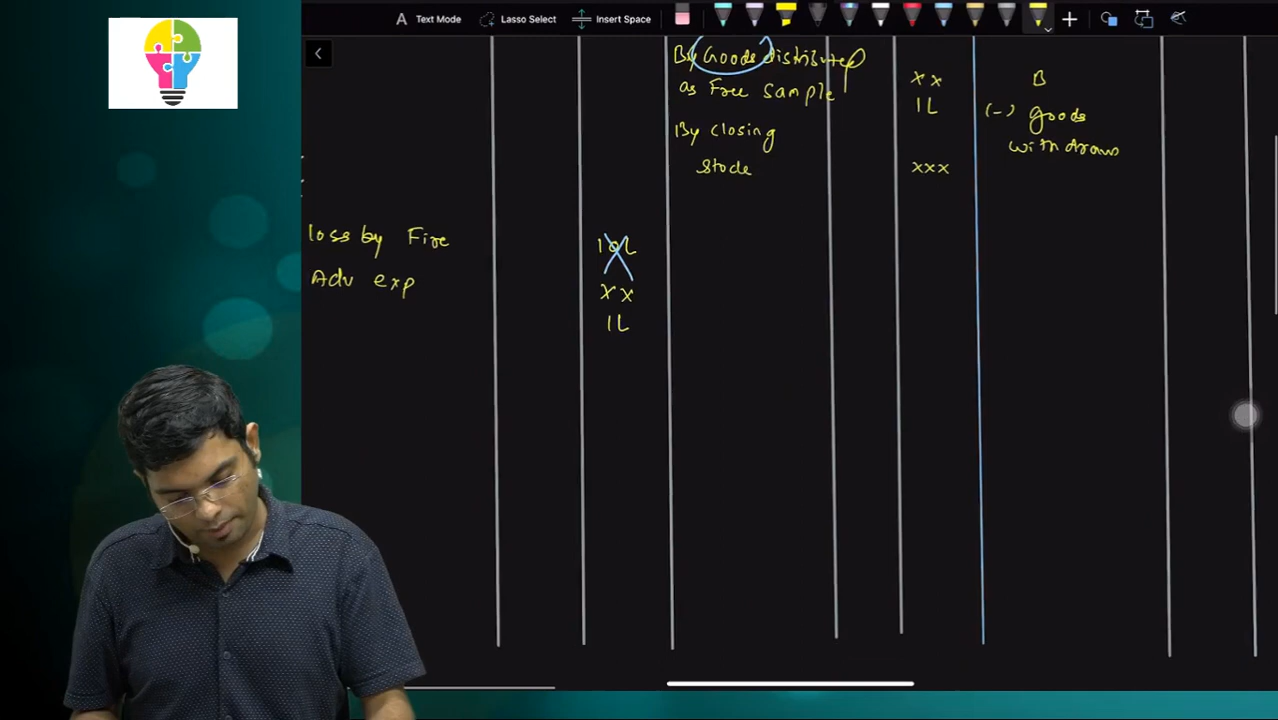 Text Mode
Lasso Select
Insert Space
By Goods distributed
as Free Sample
xx
1L
By closing
stock
xxx
B
(-) goods
withdrawn
loss by Fire
10L
Adv exp
xx
1L